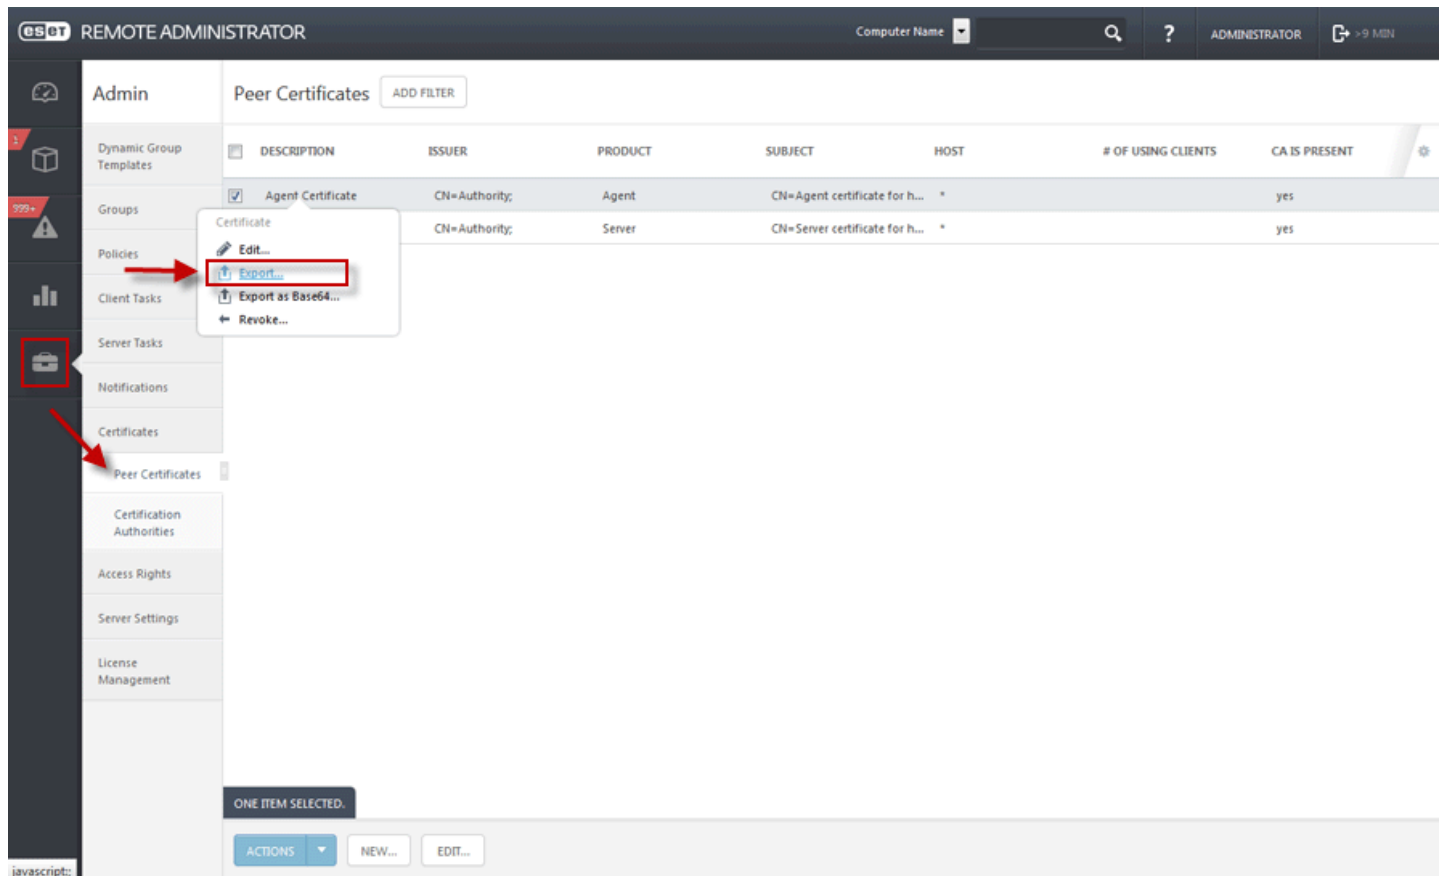 eset REMOTE ADMINISTRATOR
Computer Name
?
ADMINISTRATOR
>9 MIN
1
999+
Admin
Dynamic Group
Templates
Groups
Policies
Client Tasks
Server Tasks
Notifications
Certificates
Peer Certificates
Certification
Authorities
Access Rights
Server Settings
License
Management
Peer Certificates
ADD FILTER
DESCRIPTION ISSUER PRODUCT SUBJECT HOST # OF USING CLIENTS CA IS PRESENT
Agent Certificate CN=Authority; Agent CN=Agent certificate for h... * yes
CN=Authority; Server CN=Server certificate for h... * yes
Certificate
Edit...
Export...
Export as Base64...
Revoke...
ONE ITEM SELECTED.
ACTIONS NEW... EDIT...
javascript:;